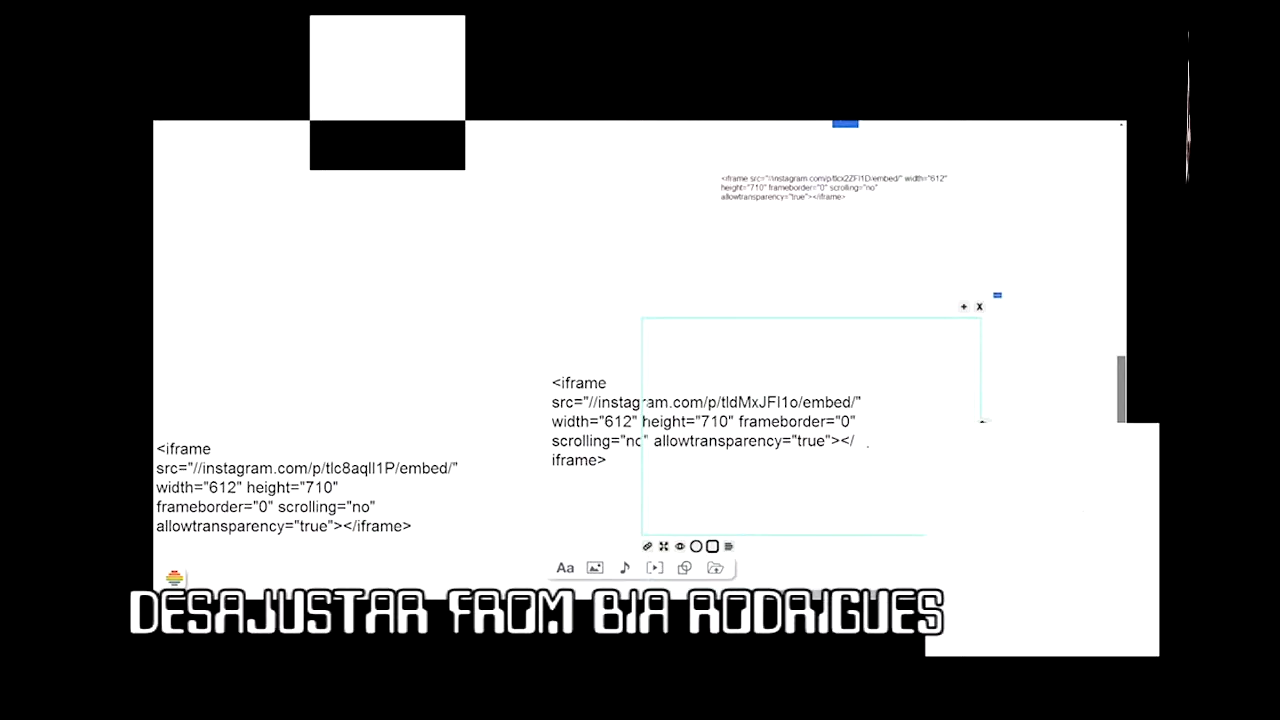 <iframe src="//instagram.com/p/tlcx2ZFl1D/embed/" width="612"
height="710" frameborder="0" scrolling="no"
allowtransparency="true"></iframe>
+ X
<iframe
src="//instagram.com/p/tldMxJFl1o/embed/"
width="612" height="710" frameborder="0"
scrolling="no" allowtransparency="true"></
iframe>
<iframe
src="//instagram.com/p/tlc8aqll1P/embed/"
width="612" height="710"
frameborder="0" scrolling="no"
allowtransparency="true"></iframe>
Aa
DESAJUSTAR FROM BIA RODRIGUES